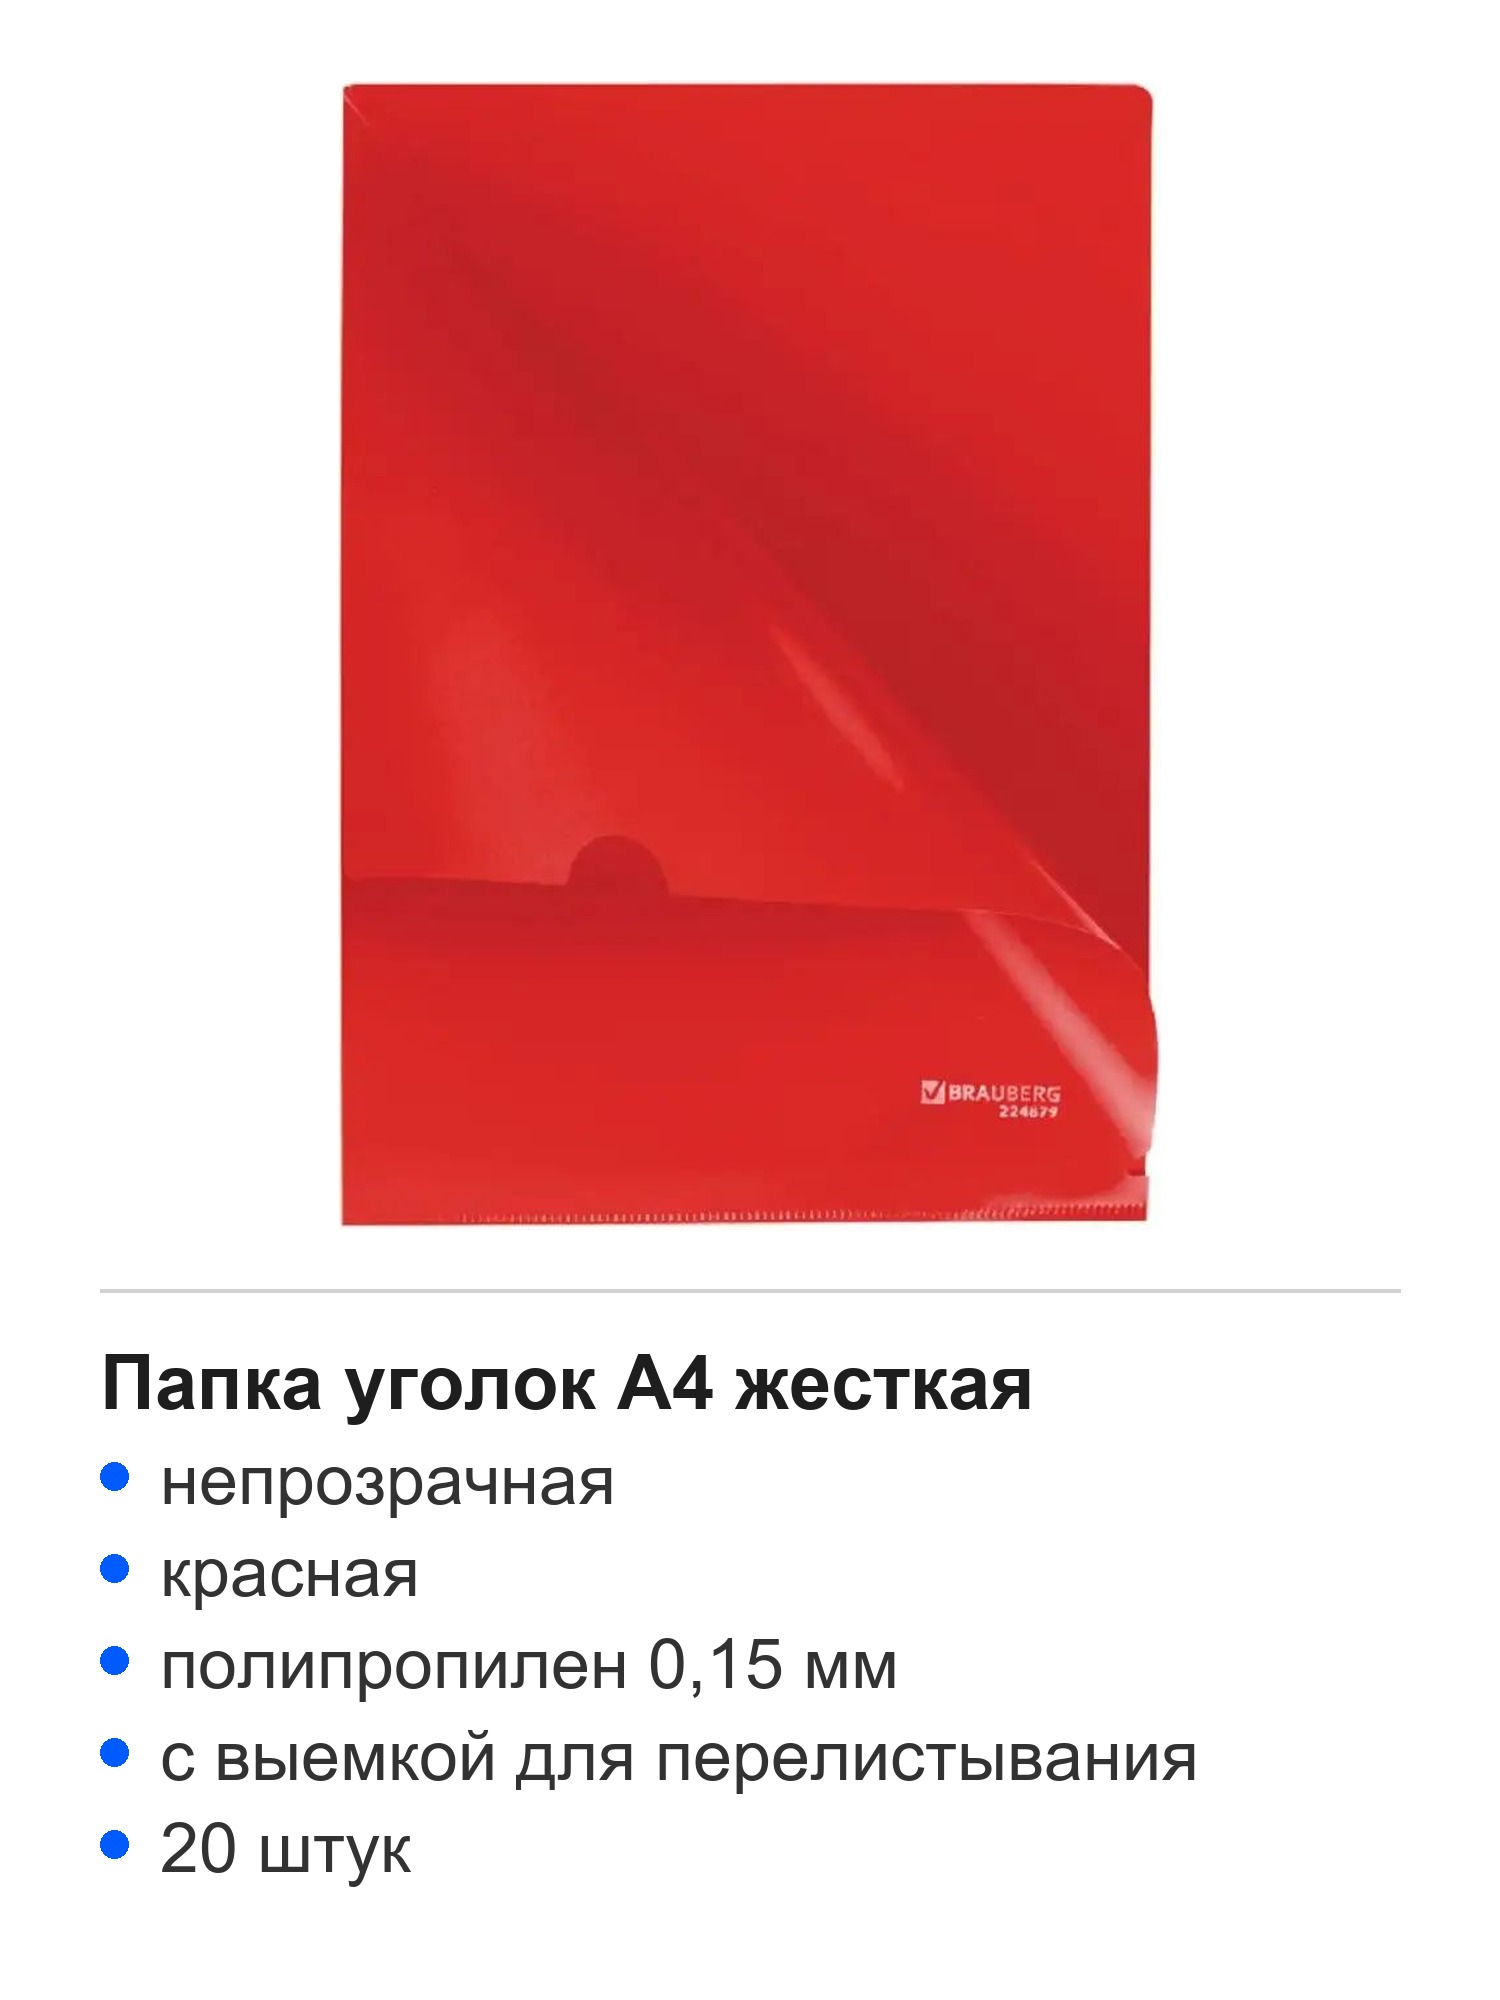 BRAUBERG
224879
Папка уголок А4 жесткая
непрозрачная
красная
полипропилен 0,15 мм
с выемкой для перелистывания
20 штук